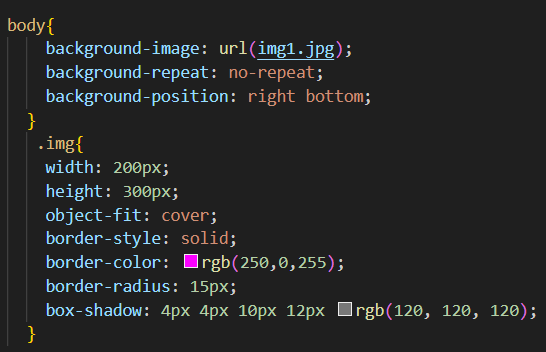 body{
background-image: url(img1.jpg);
background-repeat: no-repeat;
background-position: right bottom;
}
.img{
width: 200px;
height: 300px;
object-fit: cover;
border-style: solid;
border-color: rgb(250,0,255);
border-radius: 15px;
box-shadow: 4px 4px 10px 12px rgb(120, 120, 120);
}